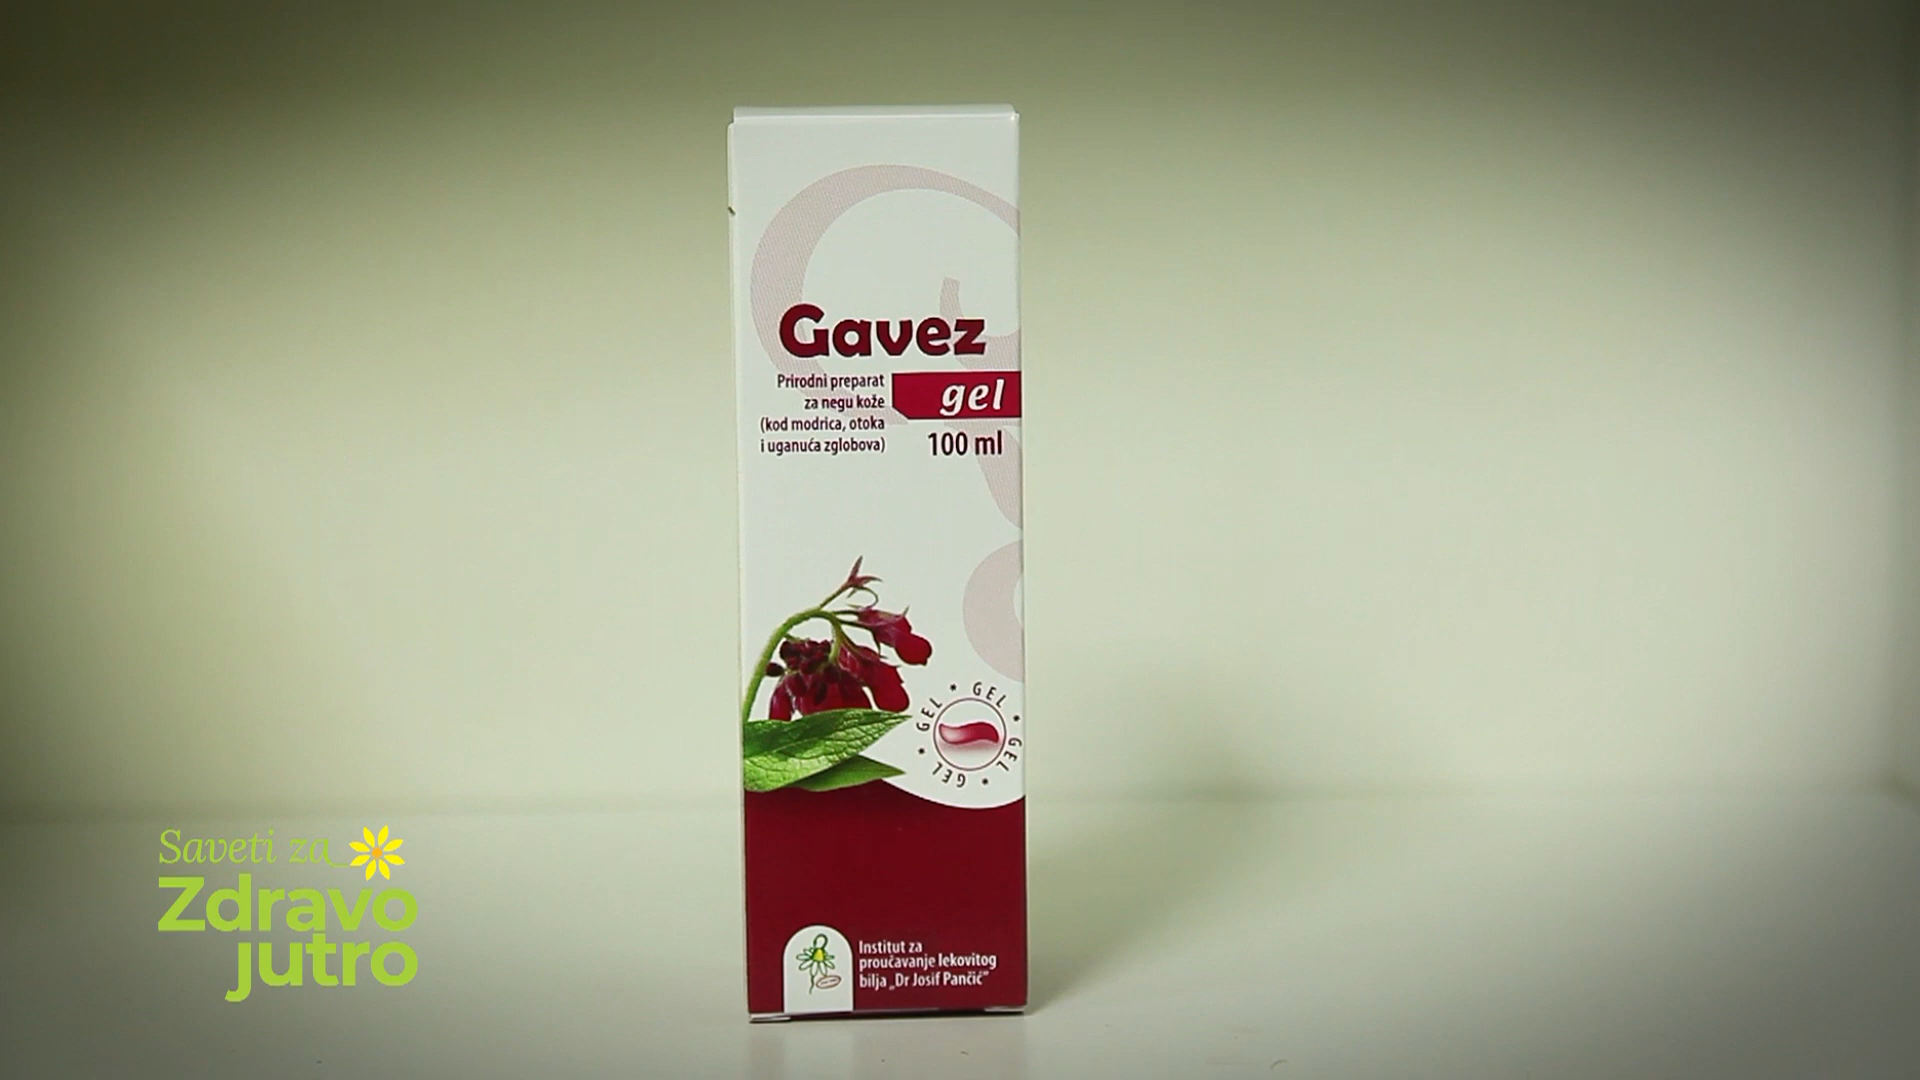 Gavez
gel
Prirodni preparat
za negu kože
(kod modrica, otoka
i uganuća zglobova)
100 ml
GEL * GEL * GEL * GEL *
Institut za
proučavanje lekovitog
bilja „Dr Josif Pančić"
Saveti za
Zdravo
jutro